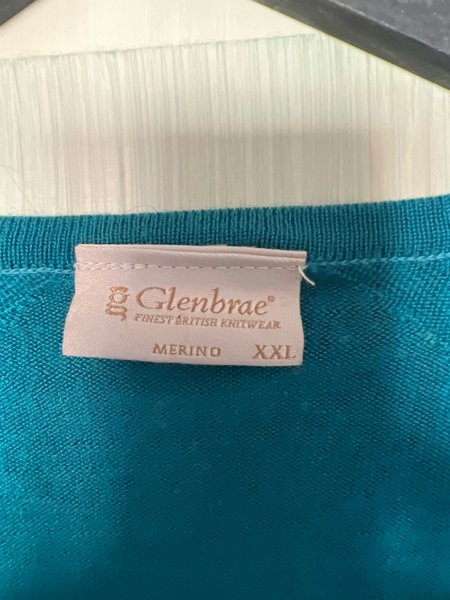 g Glenbrae®
FINEST BRITISH KNITWEAR
MERINO XXL